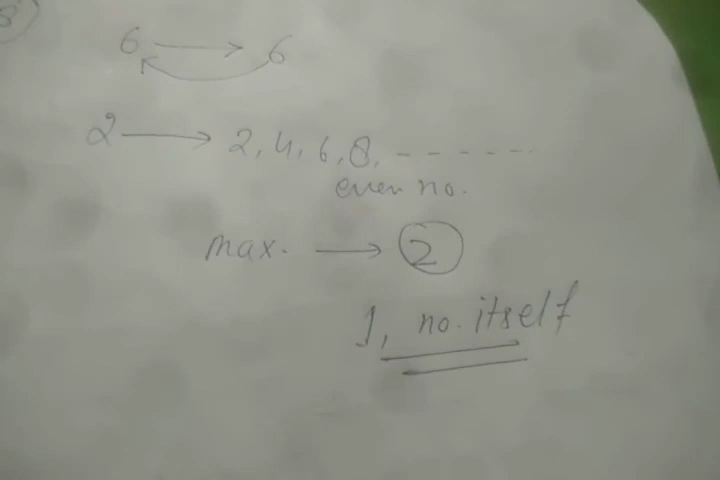 6 → 6
2 → 2, 4, 6, 8, - - - - - -
even no.
max. → 2
1, no. itself